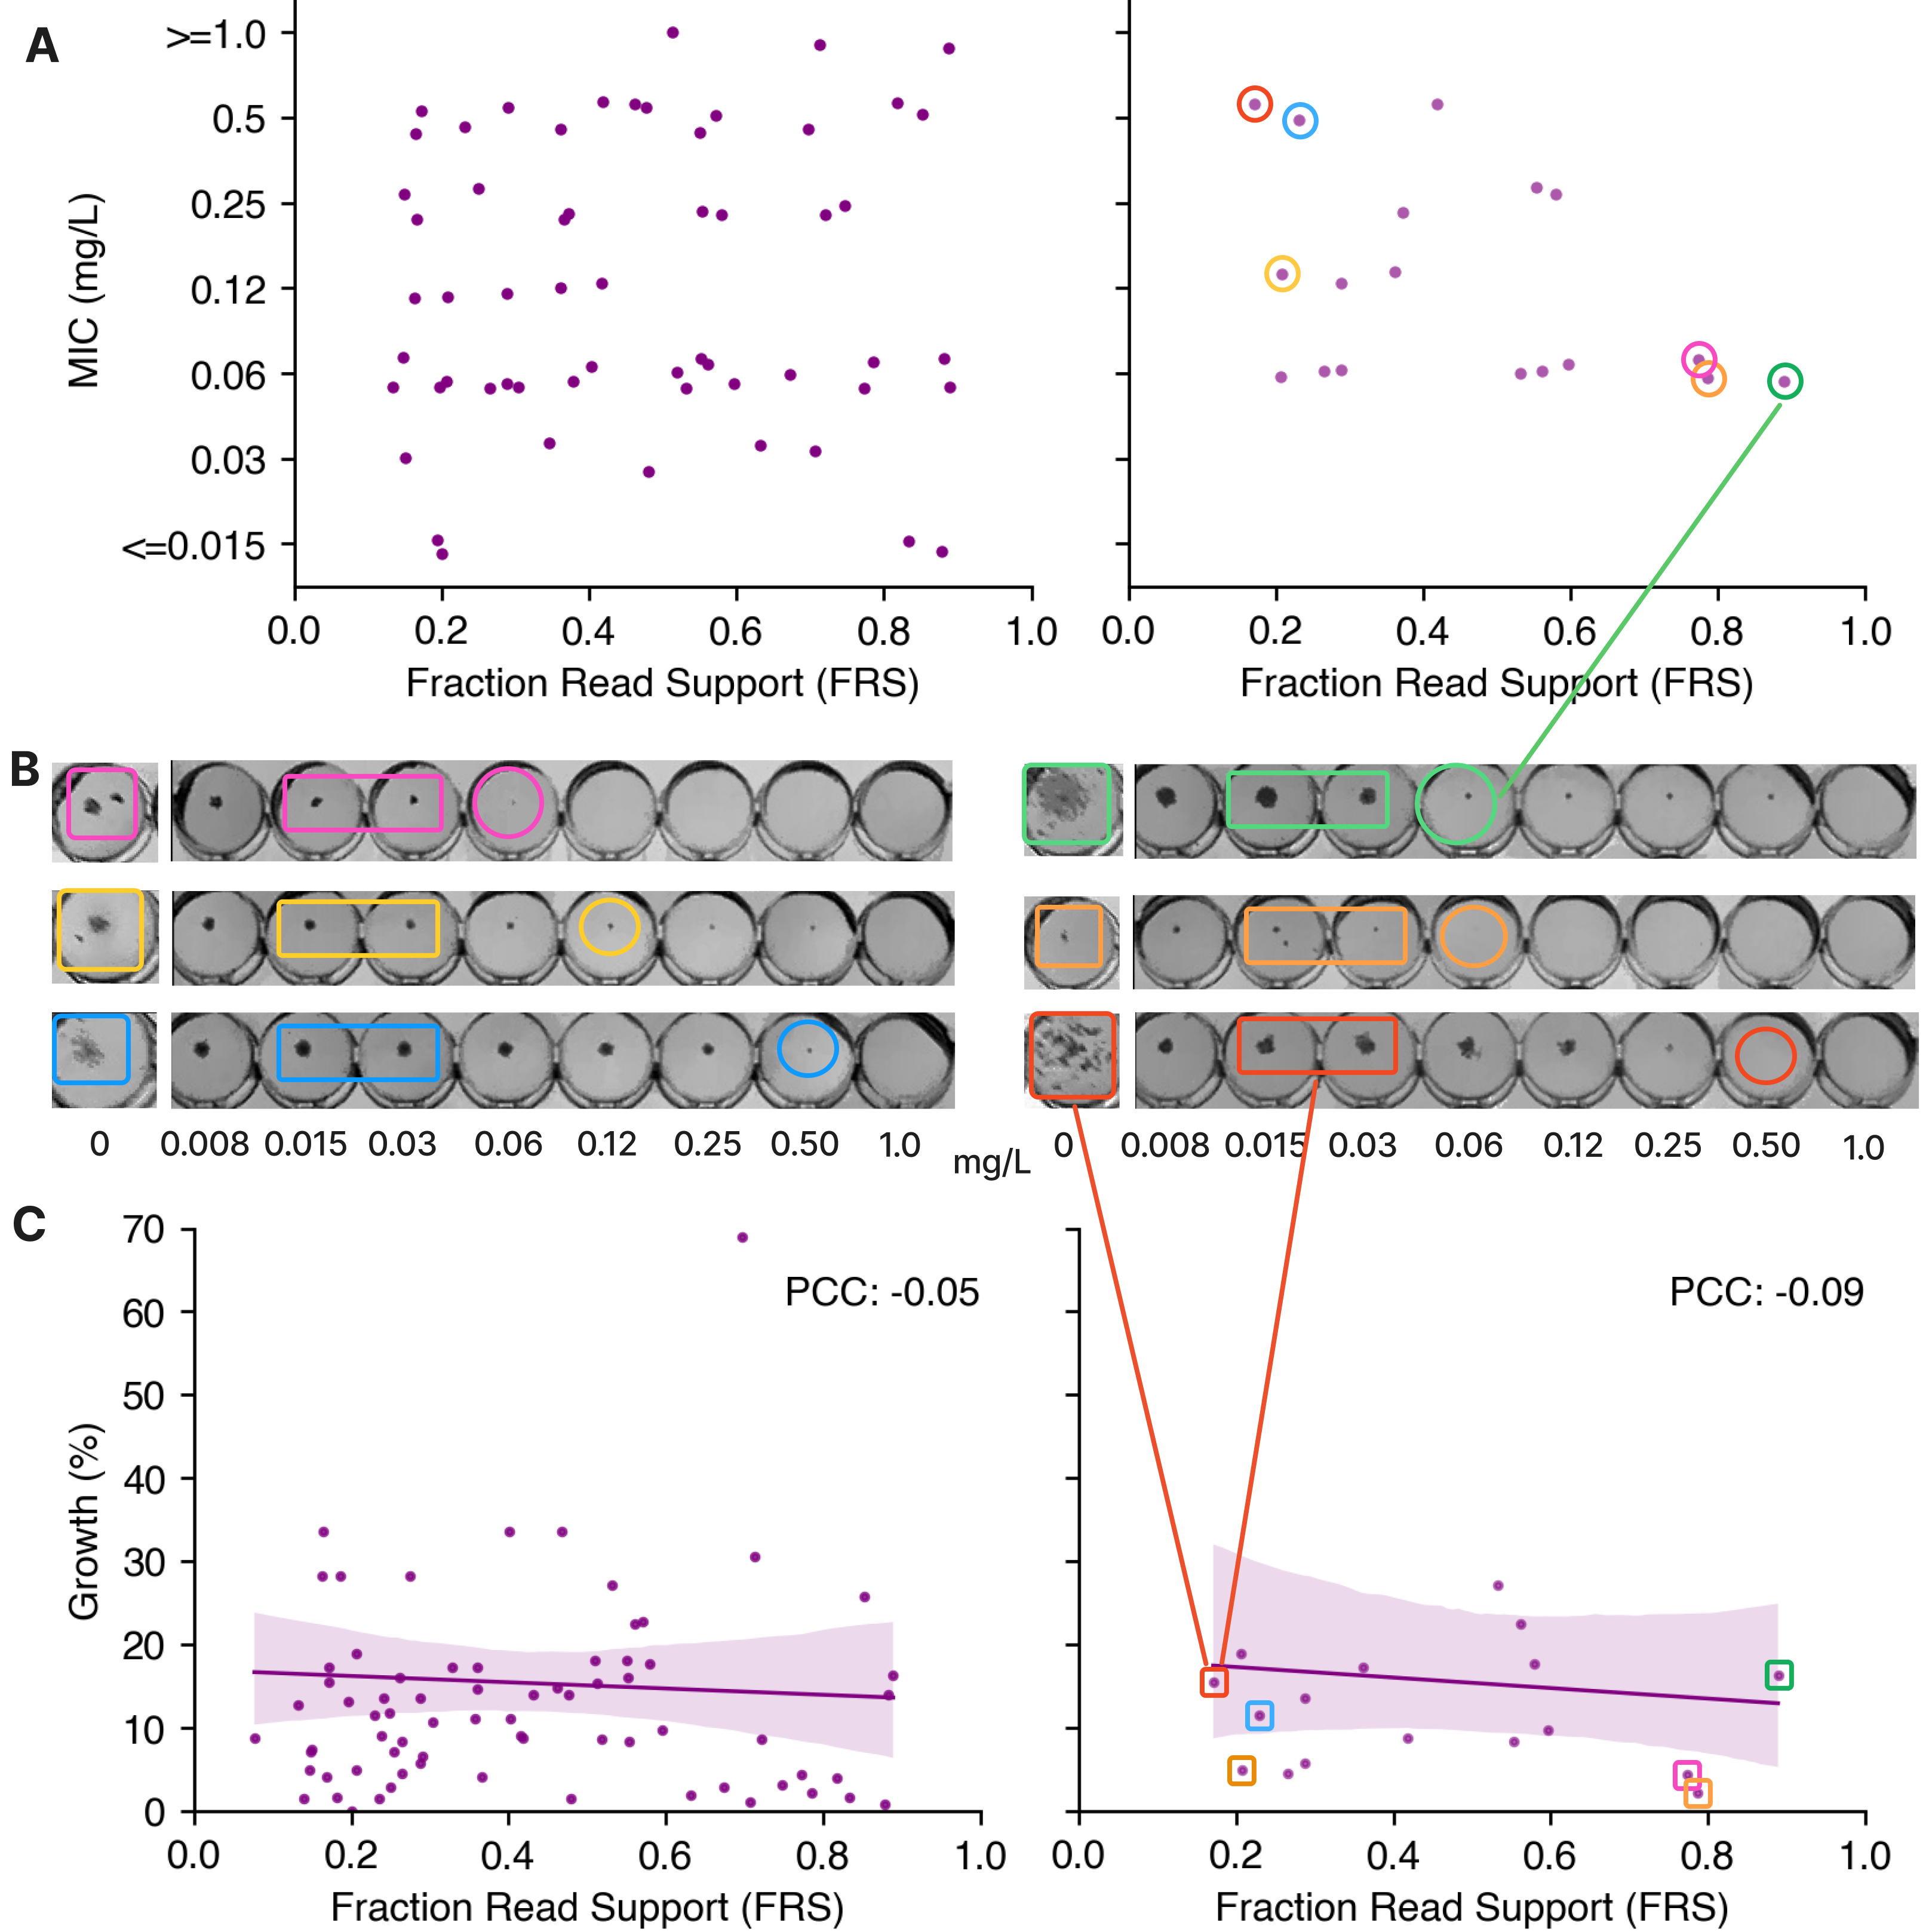 A
>=1.0
0.5
0.25
0.12
0.06
0.03
<=0.015
MIC (mg/L)
0.0 0.2 0.4 0.6 0.8 1.0
Fraction Read Support (FRS)
0.0 0.2 0.4 0.6 0.8 1.0
Fraction Read Support (FRS)
B
0 0.008 0.015 0.03 0.06 0.12 0.25 0.50 1.0
mg/L
0 0.008 0.015 0.03 0.06 0.12 0.25 0.50 1.0
C
70
60
50
40
30
20
10
0
Growth (%)
PCC: -0.05
0.0 0.2 0.4 0.6 0.8 1.0
Fraction Read Support (FRS)
PCC: -0.09
0.0 0.2 0.4 0.6 0.8 1.0
Fraction Read Support (FRS)